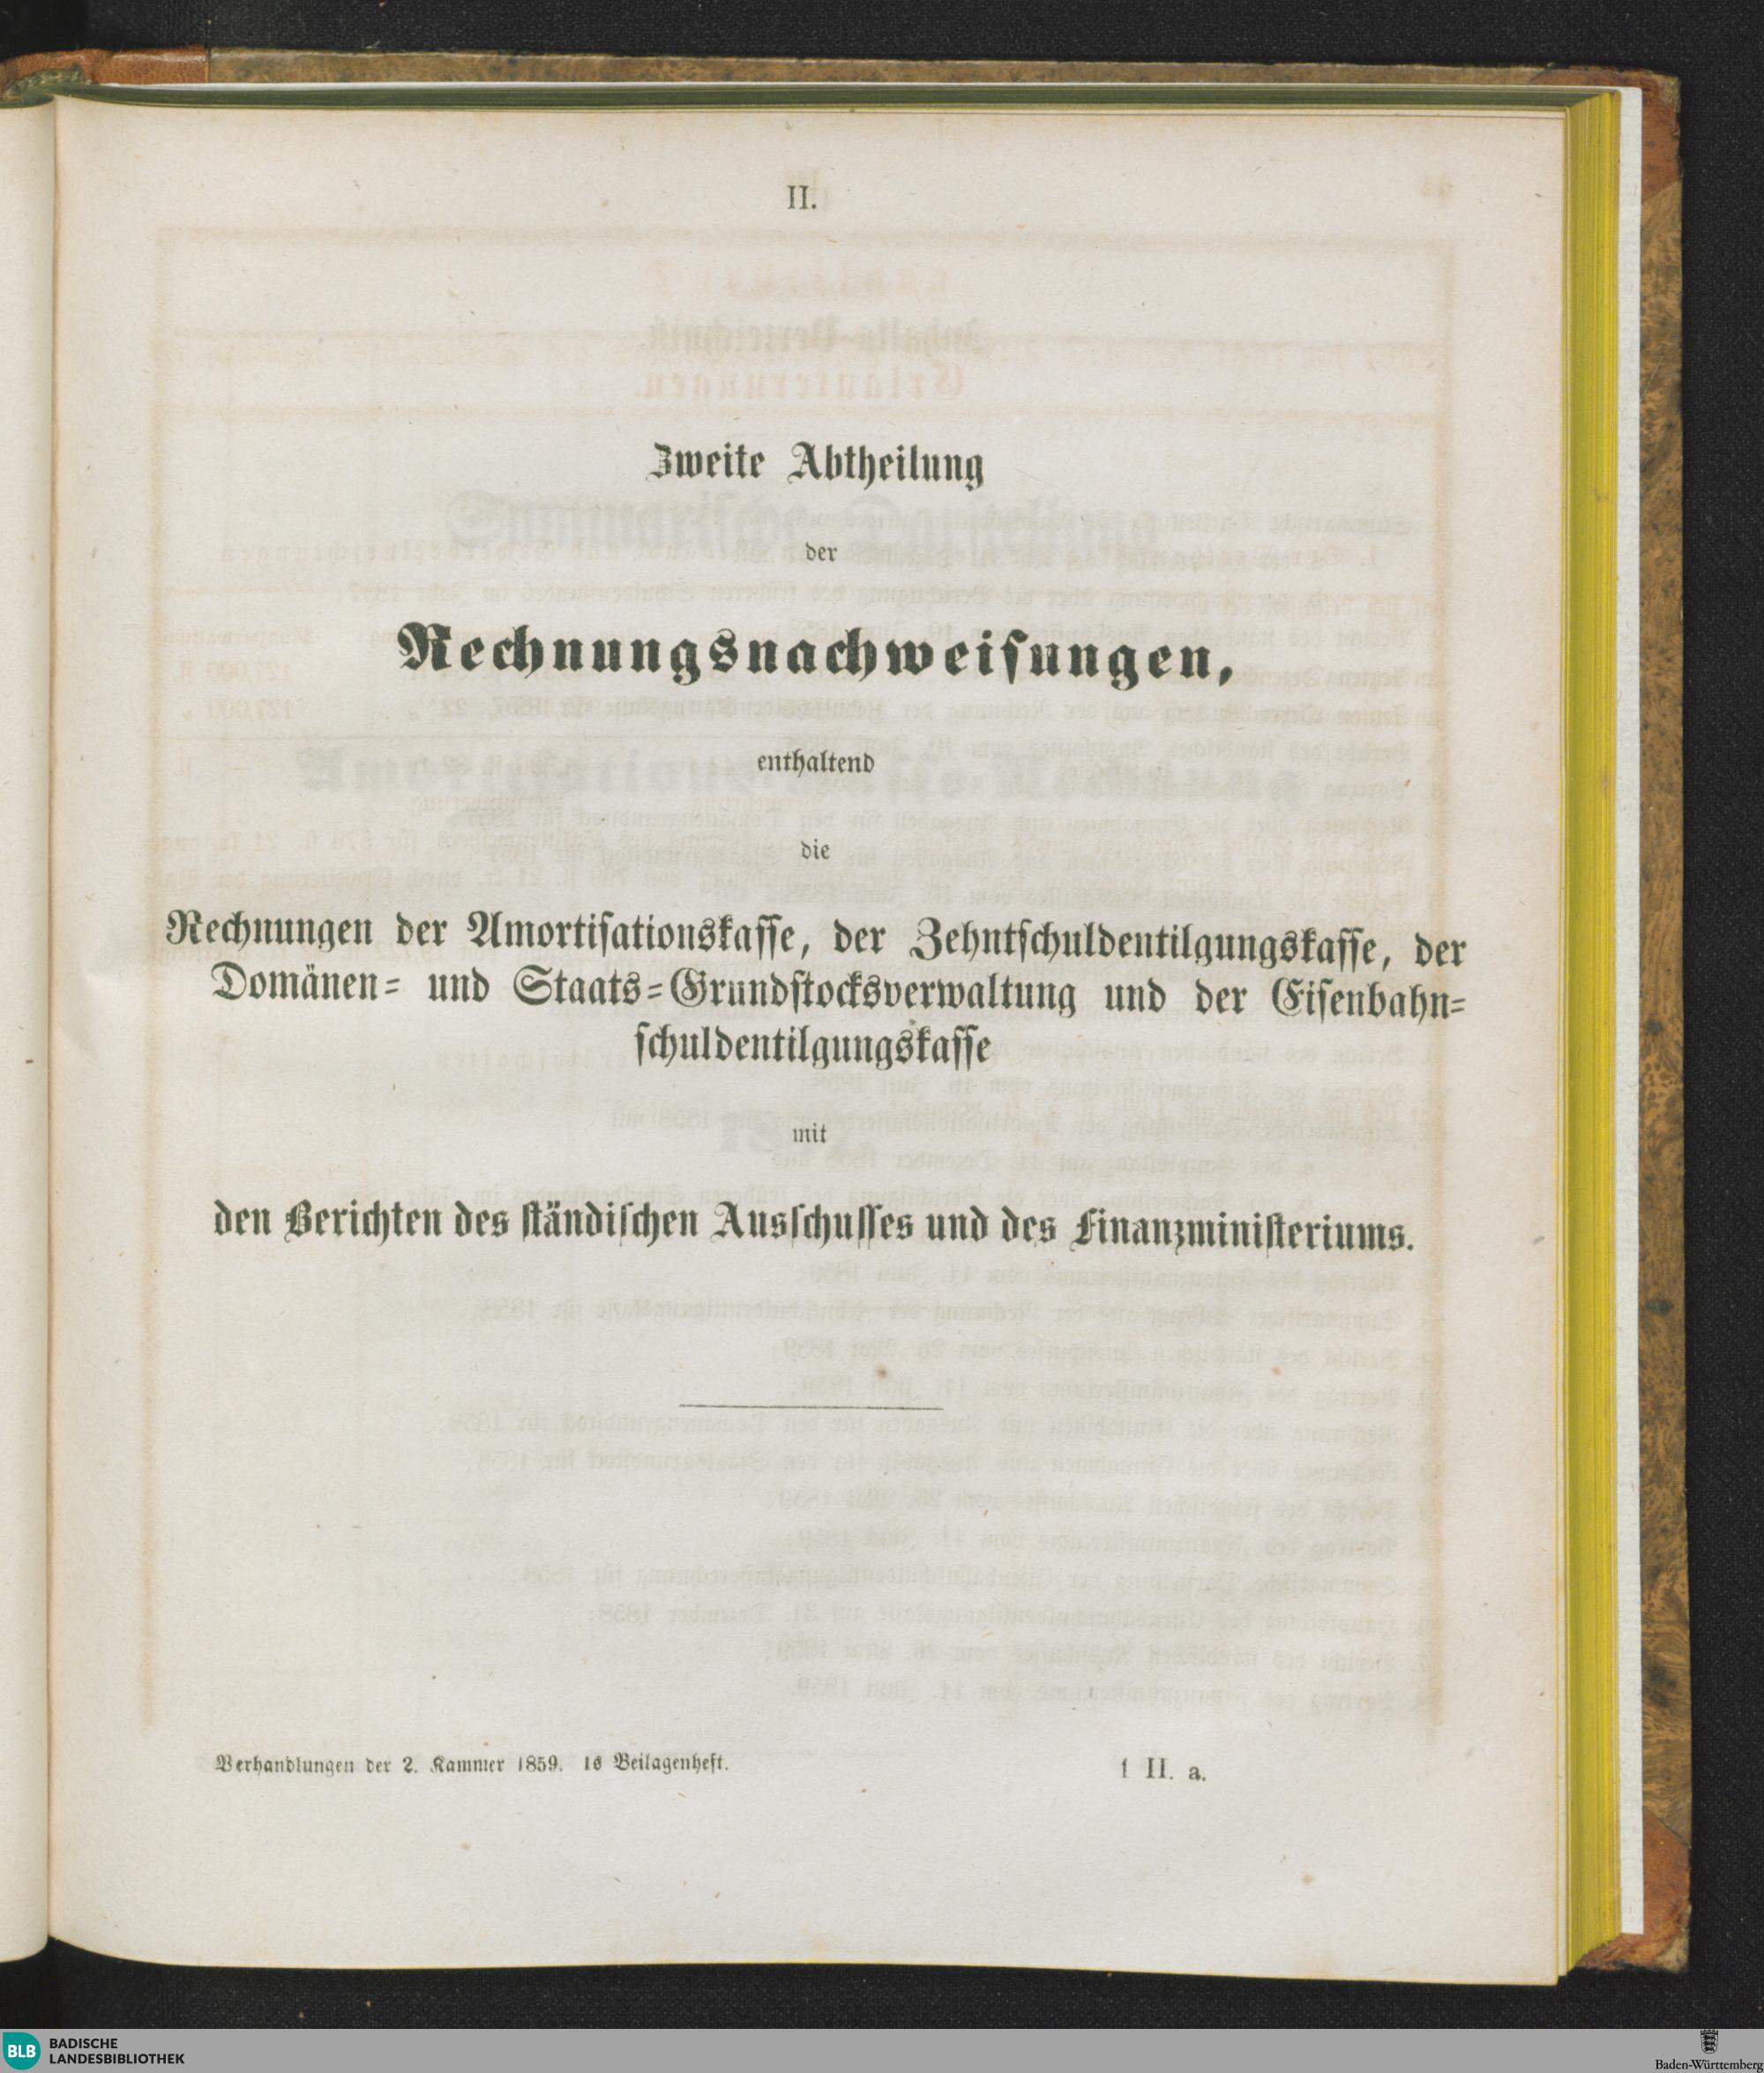 II.
Zweite Abtheilung
der
Rechnungsnachweisungen,
enthaltend
die
Rechnungen der Amortisationskasse, der Zehntschuldentilgungskasse, der
Domänen- und Staats-Grundstocksverwaltung und der Eisenbahn-
schuldentilgungskasse
mit
den Berichten des ständischen Ausschusses und des Finanzministeriums.
Verhandlungen der 2. Kammer 1859. 1s Beilagenheft.
1 II. a.
BLB BADISCHE
LANDESBIBLIOTHEK
Baden-Württemberg